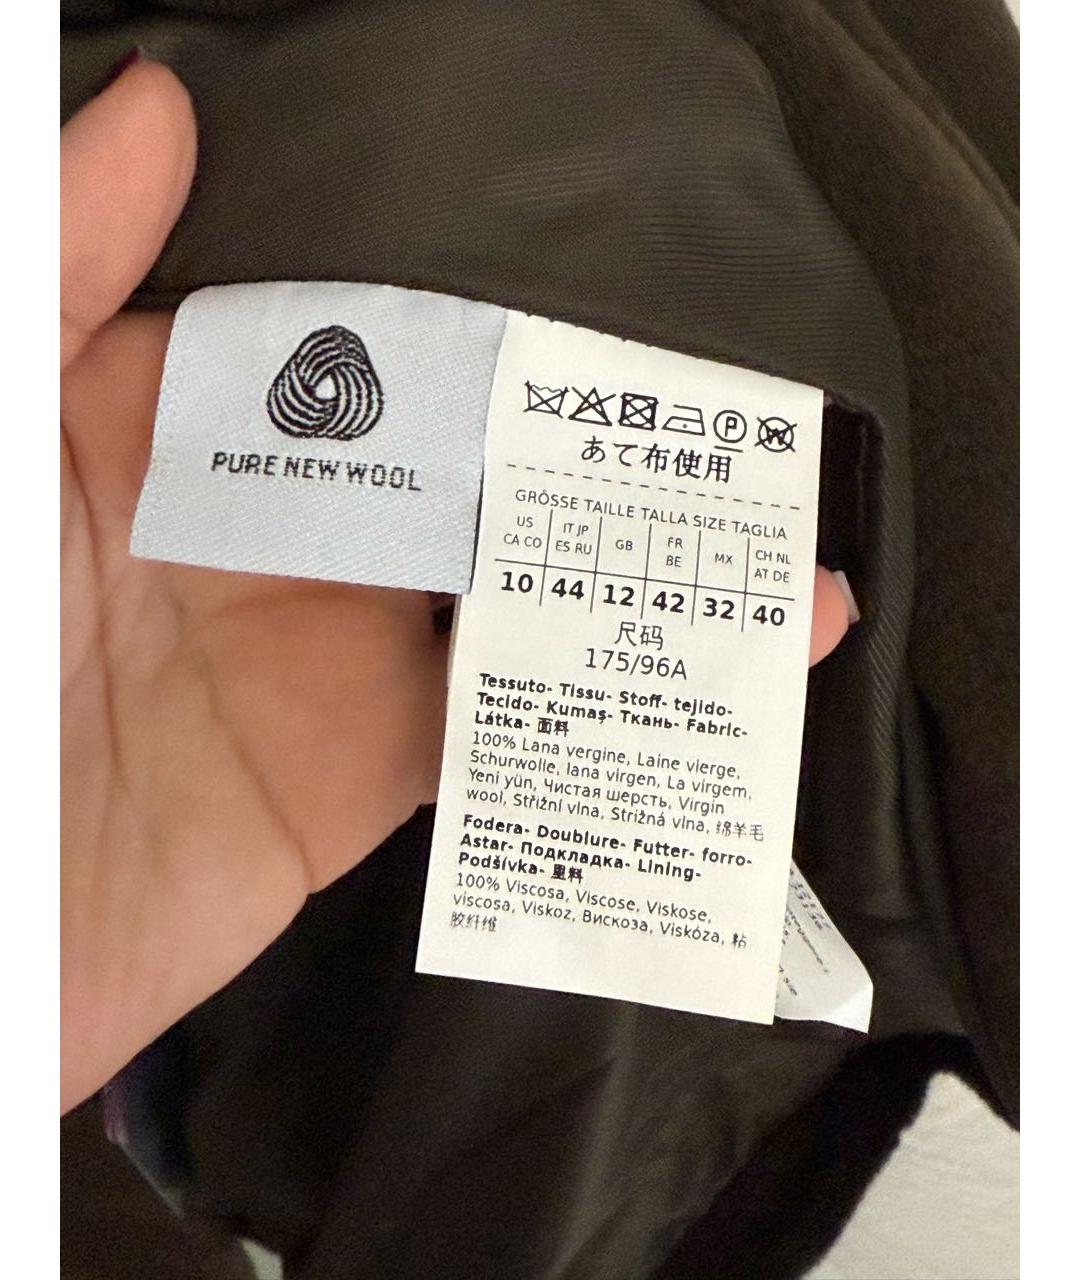 PURE NEW WOOL
P
W
あて布使用
GRÖSSE TAILLE TALLA SIZE TAGLIA
US CA CO
IT JP ES RU
GB
FR BE
MX
CH NL AT DE
10 44 12 42 32 40
尺码
175/96A
Tessuto- Tissu- Stoff- tejido-
Tecido- Kumaş- Ткань- Fabric-
Látka- 面料
100% Lana vergine, Laine vierge,
Schurwolle, lana virgen, La virgem,
Yeni yün, Чистая шерсть, Virgin
wool, Střižní vlna, Strižná vlna, 绵羊毛
Fodera- Doublure- Futter- forro-
Astar- Подкладка- Lining-
Podšívka- 里料
100% Viscosa, Viscose, Viskose,
viscosa, Viskoz, Вискоза, Viskóza, 粘
胶纤维